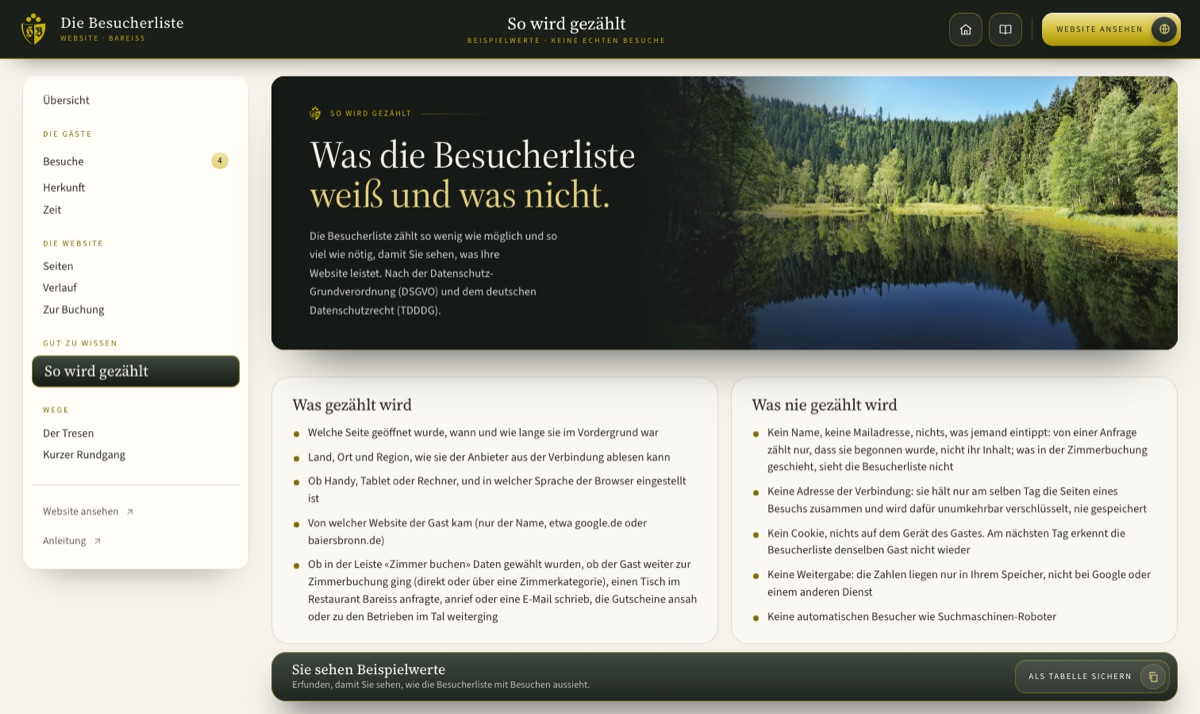 Die Besucherliste
WEBSITE · BAREISS
So wird gezählt
BEISPIELWERTE · KEINE ECHTEN BESUCHE
WEBSITE ANSEHEN
Übersicht
DIE GÄSTE
Besuche 4
Herkunft
Zeit
DIE WEBSITE
Seiten
Verlauf
Zur Buchung
GUT ZU WISSEN
So wird gezählt
WEGE
Der Tresen
Kurzer Rundgang
Website ansehen
Anleitung
SO WIRD GEZÄHLT
Was die Besucherliste
weiß und was nicht.
Die Besucherliste zählt so wenig wie möglich und so
viel wie nötig, damit Sie sehen, was Ihre
Website leistet. Nach der Datenschutz-
Grundverordnung (DSGVO) und dem deutschen
Datenschutzrecht (TDDDG).
Was gezählt wird
Welche Seite geöffnet wurde, wann und wie lange sie im Vordergrund war
Land, Ort und Region, wie sie der Anbieter aus der Verbindung ablesen kann
Ob Handy, Tablet oder Rechner, und in welcher Sprache der Browser eingestellt
ist
Von welcher Website der Gast kam (nur der Name, etwa google.de oder
baiersbronn.de)
Ob in der Leiste «Zimmer buchen» Daten gewählt wurden, ob der Gast weiter zur
Zimmerbuchung ging (direkt oder über eine Zimmerkategorie), einen Tisch im
Restaurant Bareiss anfragte, anrief oder eine E-Mail schrieb, die Gutscheine ansah
oder zu den Betrieben im Tal weiterging
Was nie gezählt wird
Kein Name, keine Mailadresse, nichts, was jemand eintippt: von einer Anfrage
zählt nur, dass sie begonnen wurde, nicht ihr Inhalt; was in der Zimmerbuchung
geschieht, sieht die Besucherliste nicht
Keine Adresse der Verbindung: sie hält nur am selben Tag die Seiten eines
Besuchs zusammen und wird dafür unumkehrbar verschlüsselt, nie gespeichert
Kein Cookie, nichts auf dem Gerät des Gastes. Am nächsten Tag erkennt die
Besucherliste denselben Gast nicht wieder
Keine Weitergabe: die Zahlen liegen nur in Ihrem Speicher, nicht bei Google oder
einem anderen Dienst
Keine automatischen Besucher wie Suchmaschinen-Roboter
Sie sehen Beispielwerte
Erfunden, damit Sie sehen, wie die Besucherliste mit Besuchen aussieht.
ALS TABELLE SICHERN